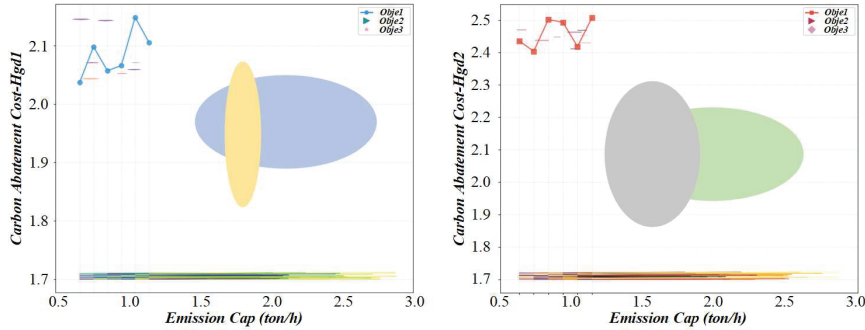 Obje1
Obje2
Obje3
2.1
2.0
1.9
1.8
1.7
0.5 1.0 1.5 2.0 2.5 3.0
Emission Cap (ton/h)
Carbon Abatement Cost-Hgd1
Obje1
Obje2
Obje3
2.5
2.4
2.3
2.2
2.1
2.0
1.9
1.8
1.7
0.5 1.0 1.5 2.0 2.5 3.0
Emission Cap (ton/h)
Carbon Abatement Cost-Hgd2